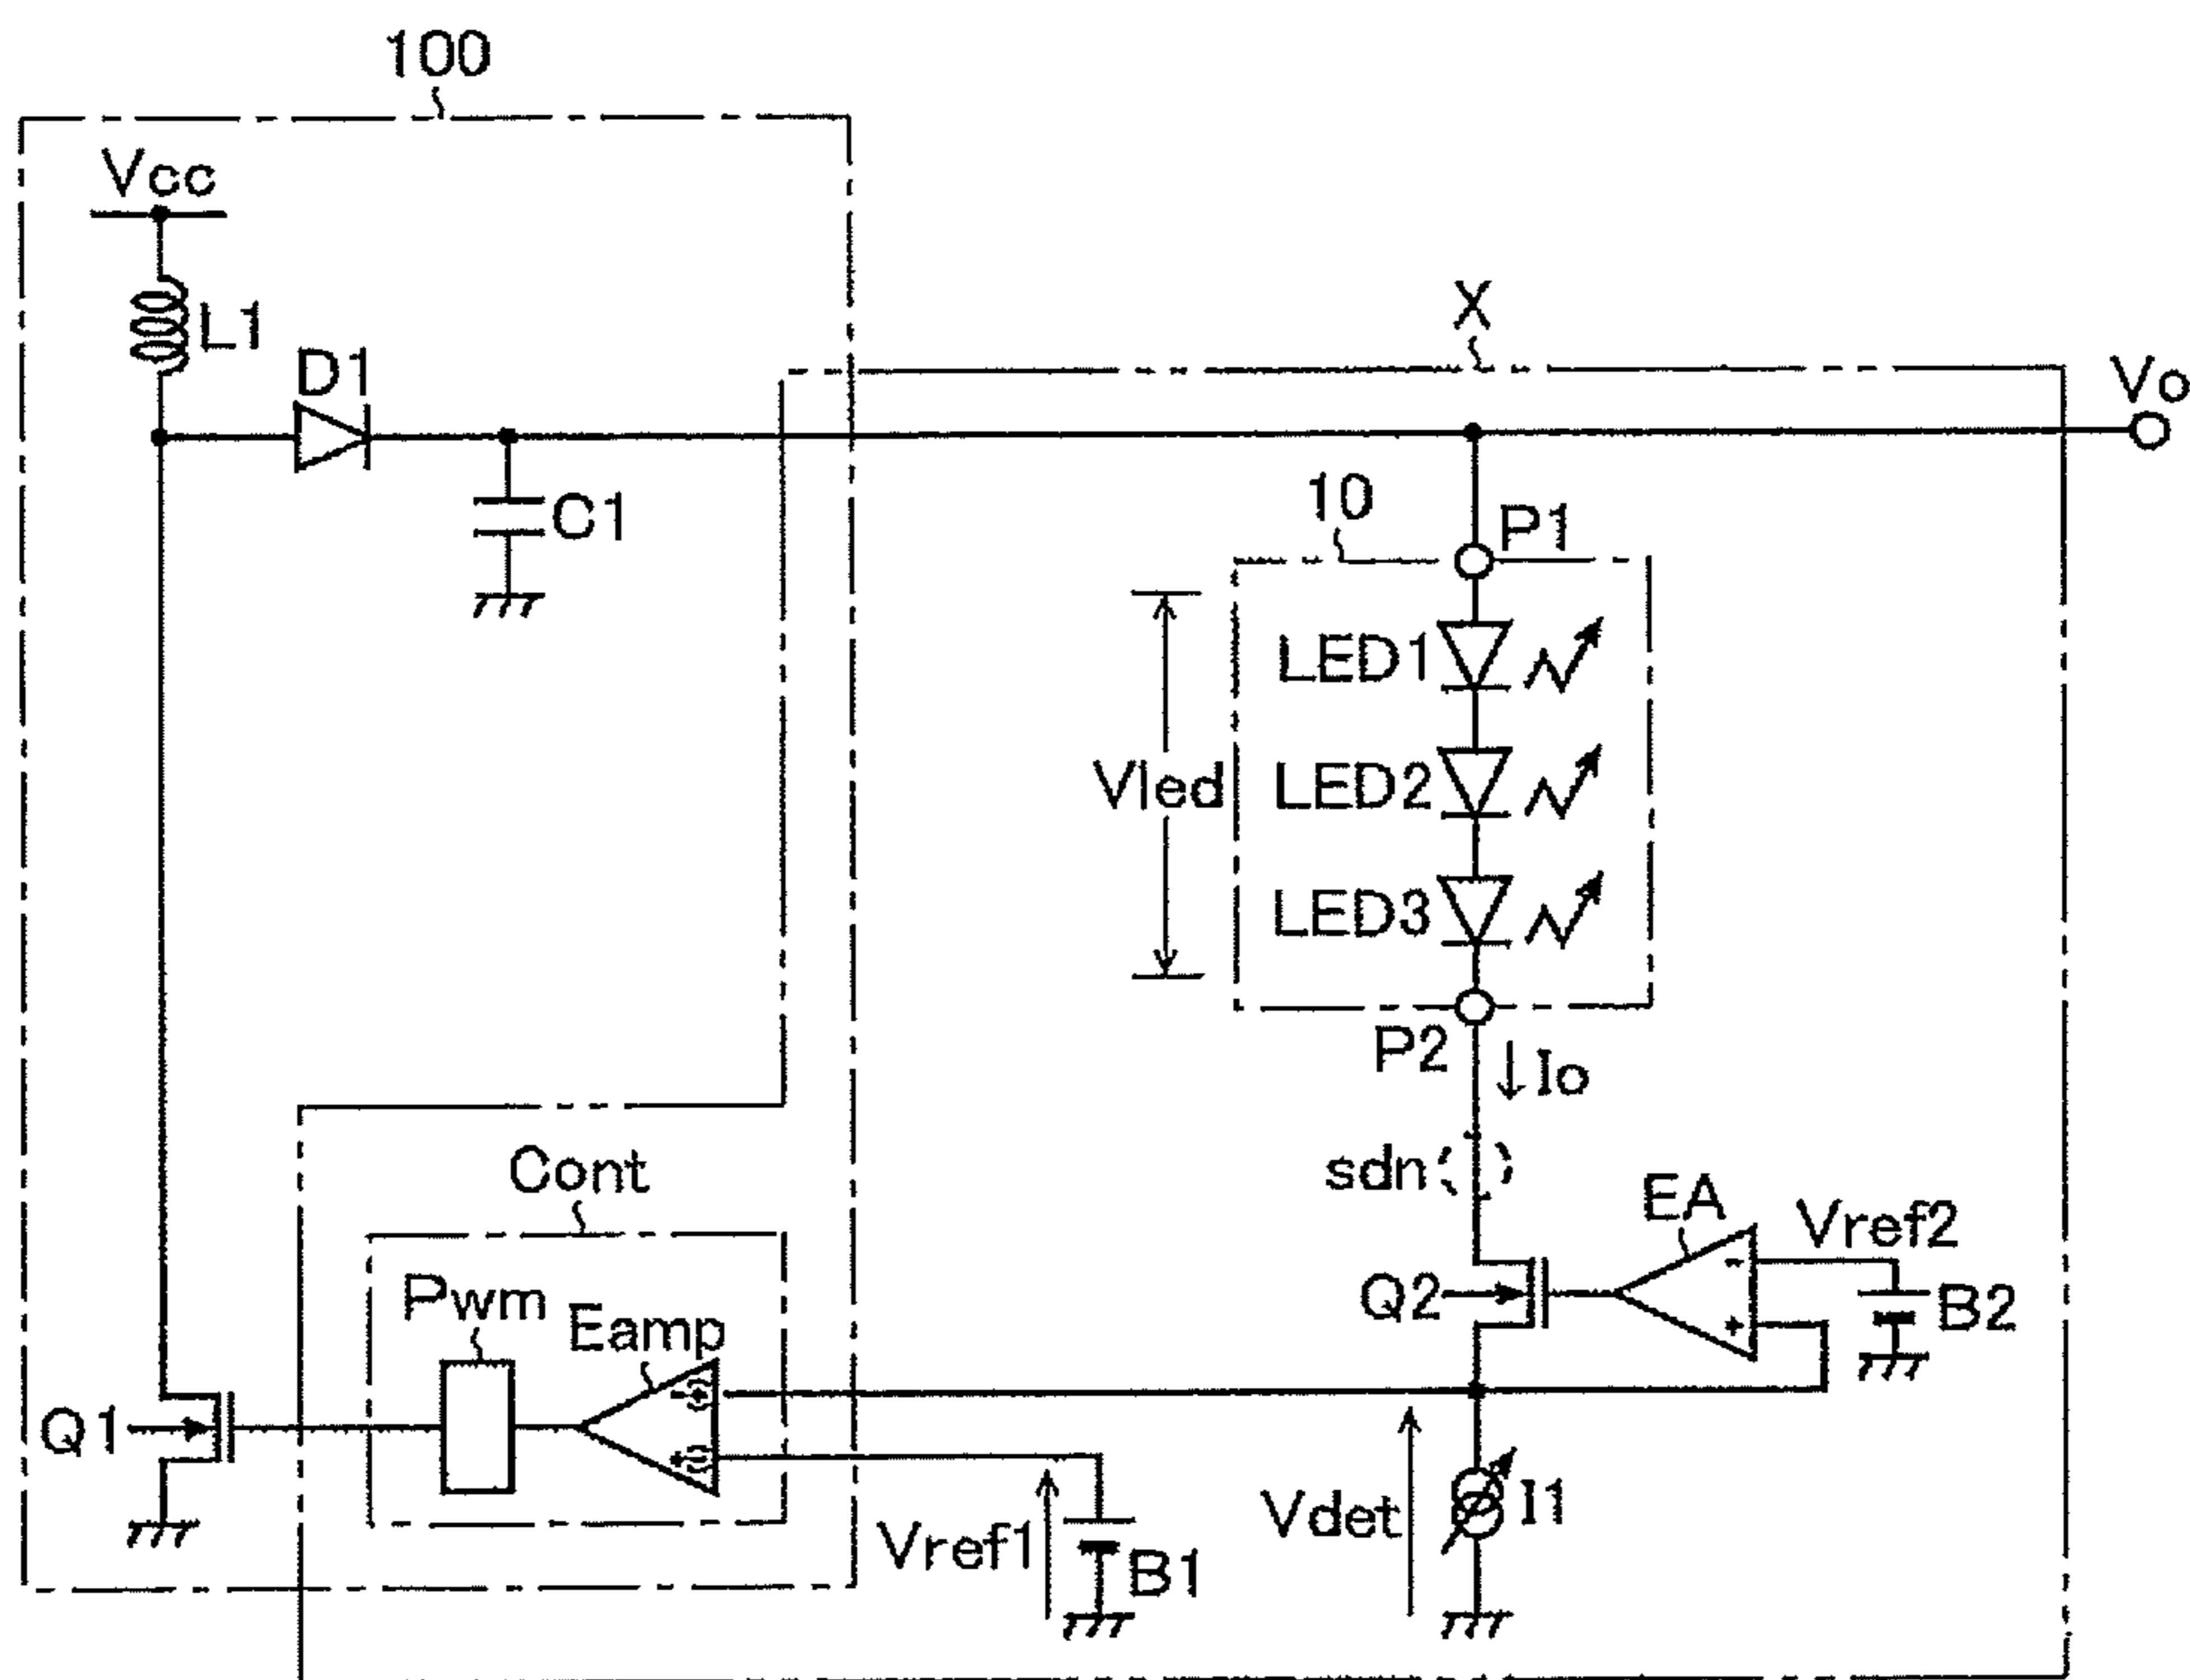 100
Vcc
L1
D1
C1
X
Vo
10
P1
LED1
Vled
LED2
LED3
P2
Io
sdn
Cont
EA
Vref2
Pwm
Eamp
Q2
-
B2
+
Q1
Vref1
B1
Vdet
I1